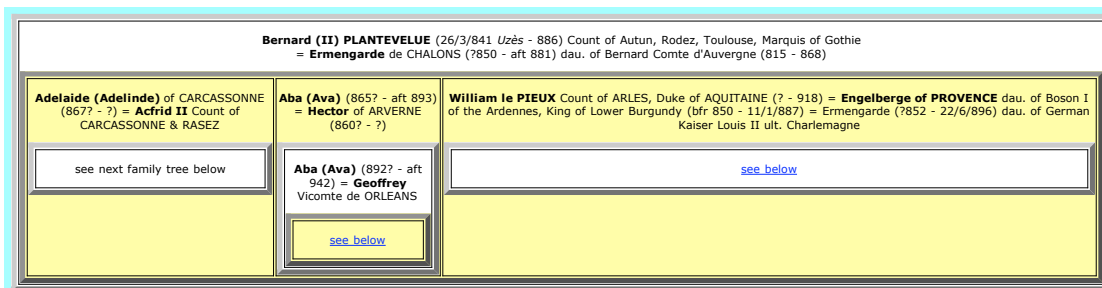 Bernard (II) PLANTEVELUE (26/3/841 Uzès - 886) Count of Autun, Rodez, Toulouse, Marquis of Gothie
= Ermengarde de CHALONS (?850 - aft 881) dau. of Bernard Comte d'Auvergne (815 - 868)
Adelaide (Adelinde) of CARCASSONNE
(867? - ?) = Acfrid II Count of
CARCASSONNE & RASEZ
see next family tree below
Aba (Ava) (865? - aft 893)
= Hector of ARVERNE
(860? - ?)
Aba (Ava) (892? - aft
942) = Geoffrey
Vicomte de ORLEANS
see below
William le PIEUX Count of ARLES, Duke of AQUITAINE (? - 918) = Engelberge of PROVENCE dau. of Boson I
of the Ardennes, King of Lower Burgundy (bfr 850 - 11/1/887) = Ermengarde (?852 - 22/6/896) dau. of German
Kaiser Louis II ult. Charlemagne
see below